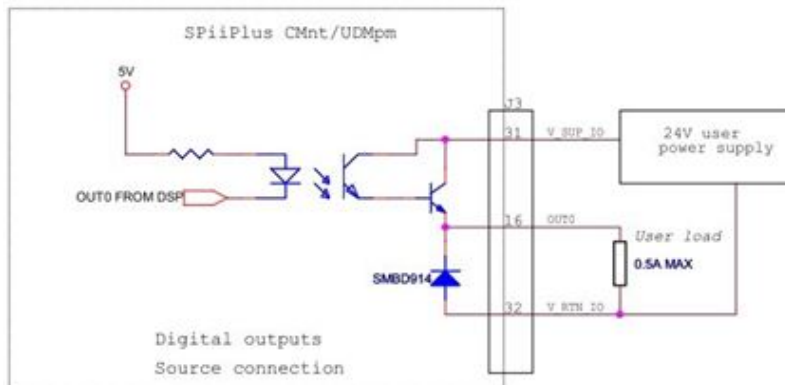 SPiiPlus CMnt/UDMpm
5V
J3
31
V_SUP_IO
24V user
power supply
OUT0 FROM DSP
16
OUT0
User load
0.5A MAX
SMBD914
32
V_RTN_IO
Digital outputs
Source connection